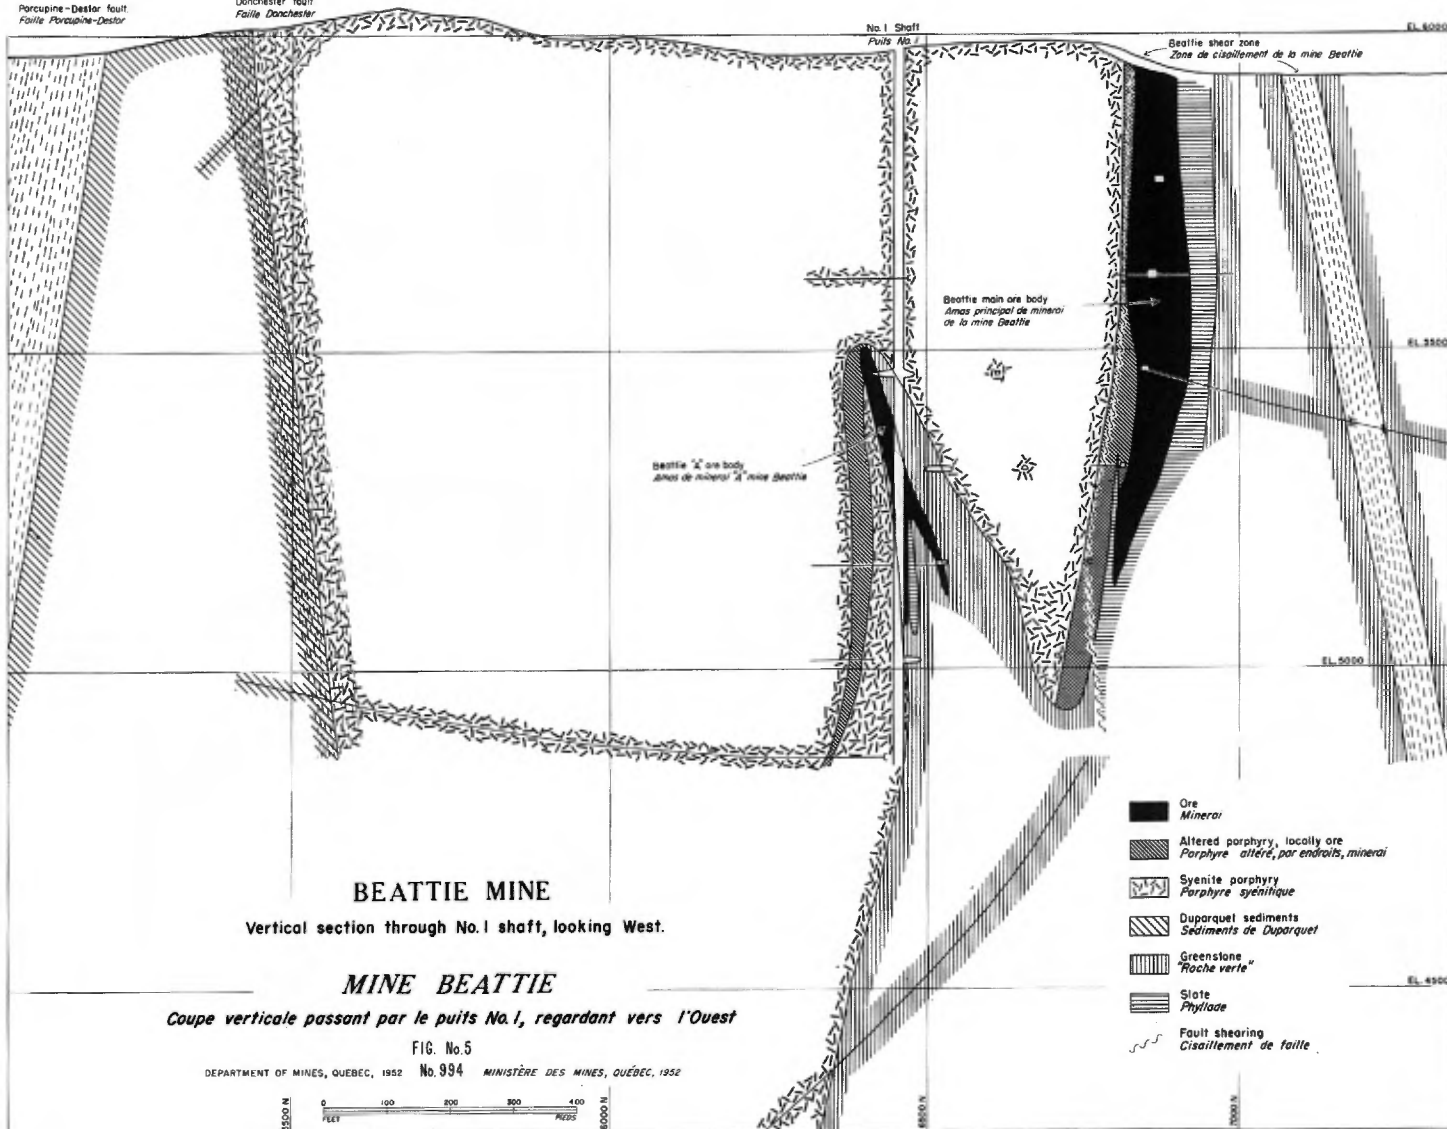 Porcupine-Destor fault
Faille Porcupine-Destor
Donchester fault
Faille Donchester
No. 1 Shaft
Puits No. 1
EL. 6000
Beattie shear zone
Zone de cisaillement de la mine Beattie
Beattie main ore body
Amas principal de minerai
de la mine Beattie
EL. 5500
Beattie "A" ore body
Amas de minerai "A" mine Beattie
EL. 5000
Ore
Minerai
Altered porphyry, locally ore
Porphyre altéré, par endroits, minerai
Syenite porphyry
Porphyre syénitique
Duparquet sediments
Sédiments de Duparquet
Greenstone
"Roche verte"
Slate
Phyllade
Fault shearing
Cisaillement de faille
EL. 4500
BEATTIE MINE
Vertical section through No. 1 shaft, looking West.
MINE BEATTIE
Coupe verticale passant par le puits No. 1, regardant vers l'Ouest
FIG. No. 5
DEPARTMENT OF MINES, QUEBEC, 1952 No. 994 MINISTÈRE DES MINES, QUÉBEC, 1952
0 100 200 300 400
FEET PIEDS
5500 N
6000 N
6500 N
7000 N